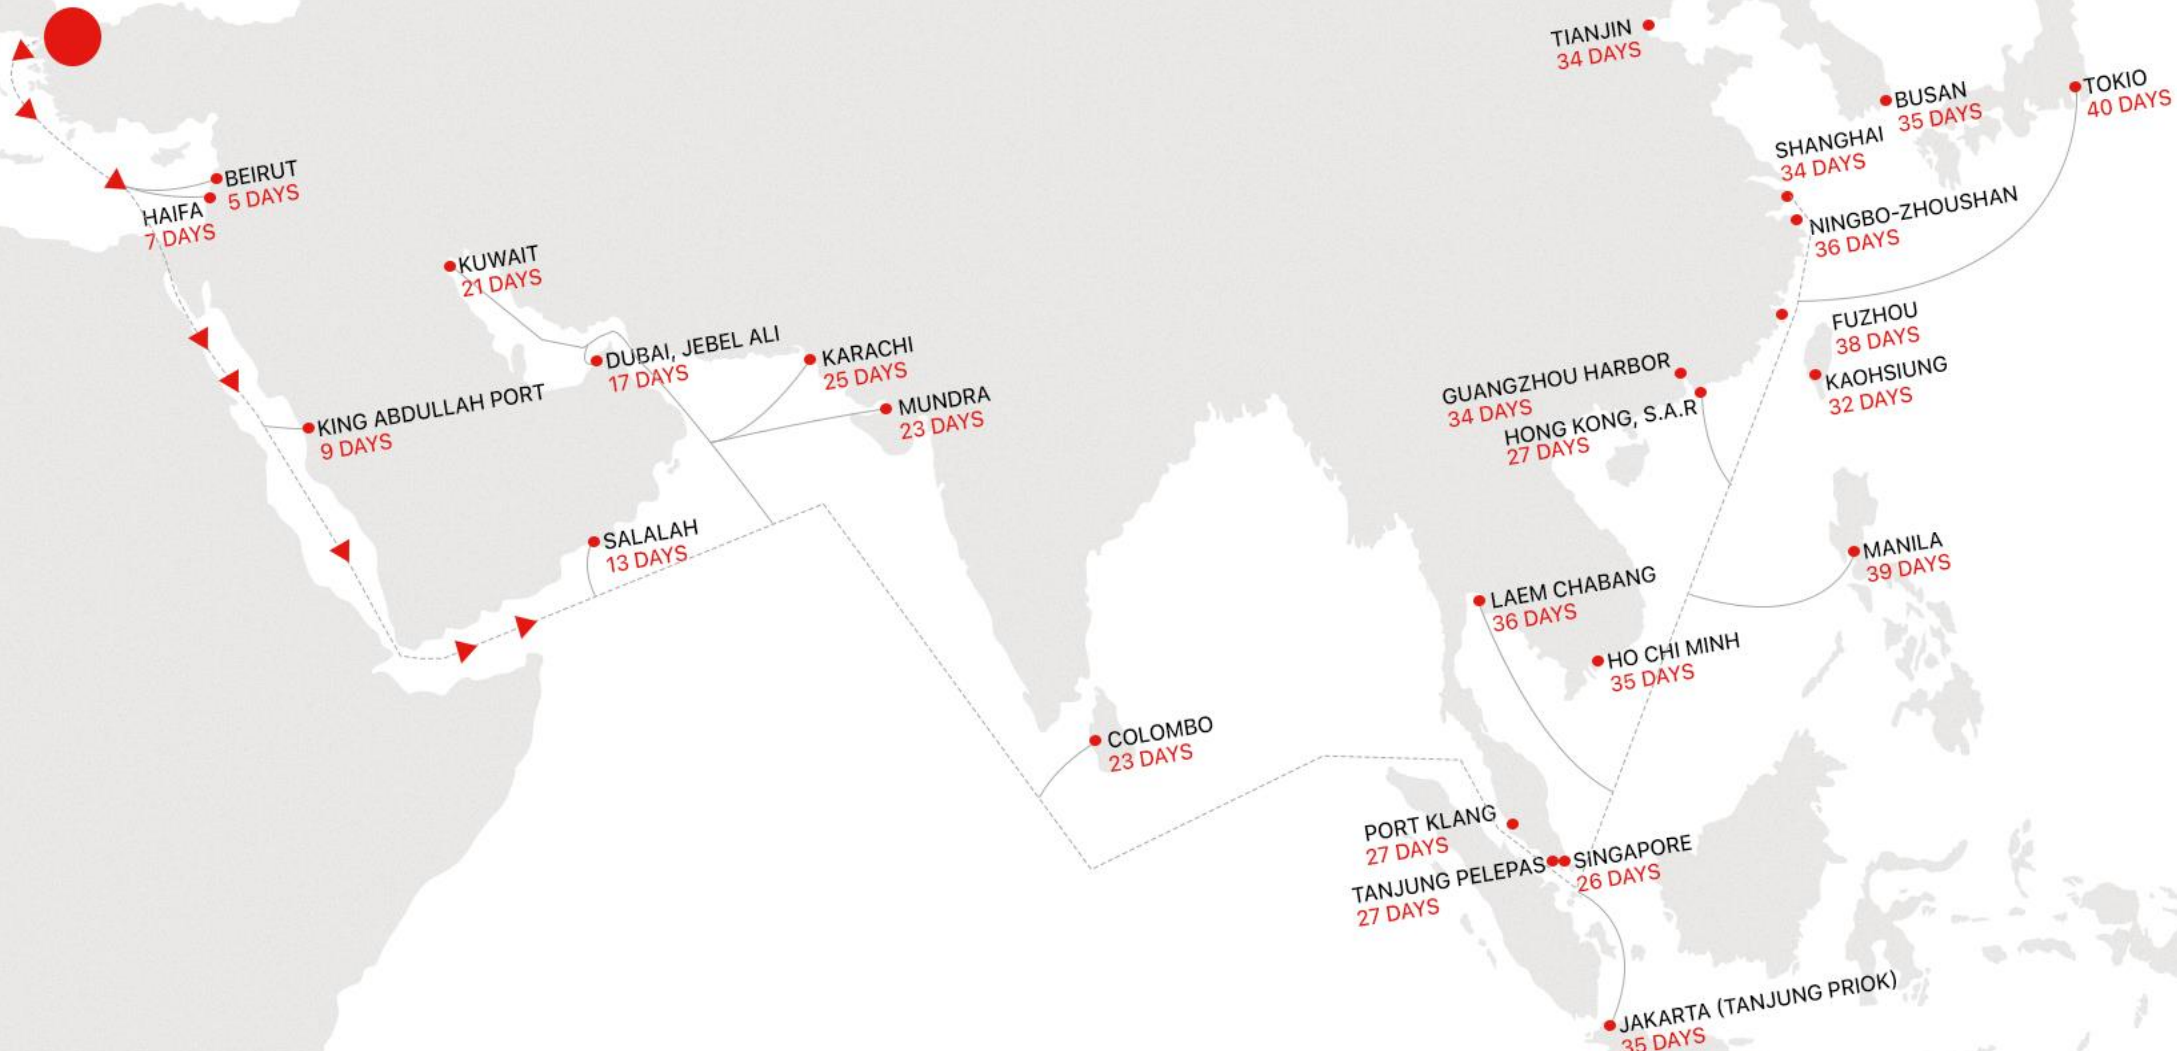 TIANJIN
34 DAYS
TOKIO
40 DAYS
BUSAN
35 DAYS
SHANGHAI
34 DAYS
BEIRUT
5 DAYS
HAIFA
7 DAYS
NINGBO-ZHOUSHAN
36 DAYS
KUWAIT
21 DAYS
FUZHOU
38 DAYS
DUBAI, JEBEL ALI
17 DAYS
KARACHI
25 DAYS
GUANGZHOU HARBOR
34 DAYS
KAOHSIUNG
32 DAYS
KING ABDULLAH PORT
9 DAYS
MUNDRA
23 DAYS
HONG KONG, S.A.R
27 DAYS
SALALAH
13 DAYS
MANILA
39 DAYS
LAEM CHABANG
36 DAYS
HO CHI MINH
35 DAYS
COLOMBO
23 DAYS
PORT KLANG
27 DAYS
SINGAPORE
26 DAYS
TANJUNG PELEPAS
27 DAYS
JAKARTA (TANJUNG PRIOK)
35 DAYS